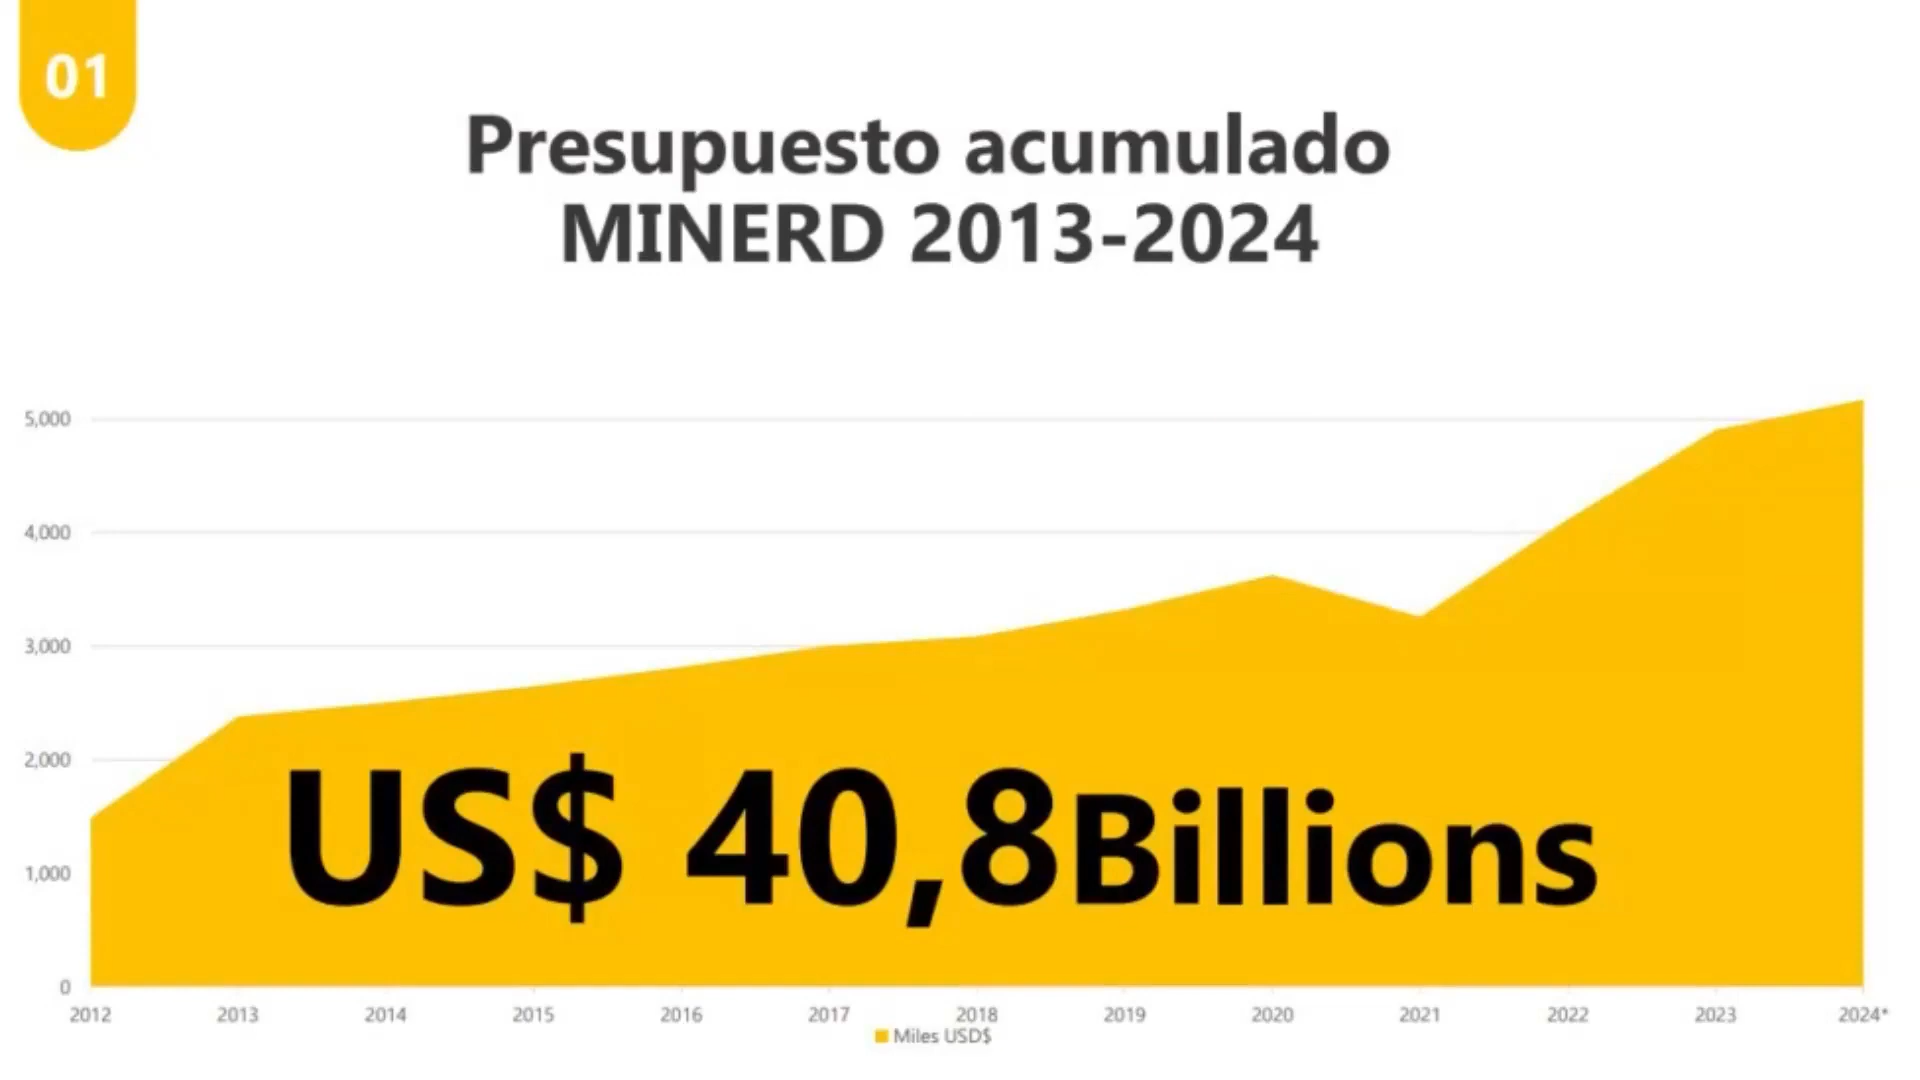 01
Presupuesto acumulado
MINERD 2013-2024
5,000
4,000
3,000
2,000
1,000
0
US$ 40,8Billions
2012 2013 2014 2015 2016 2017 2018 2019 2020 2021 2022 2023 2024*
Miles USD$